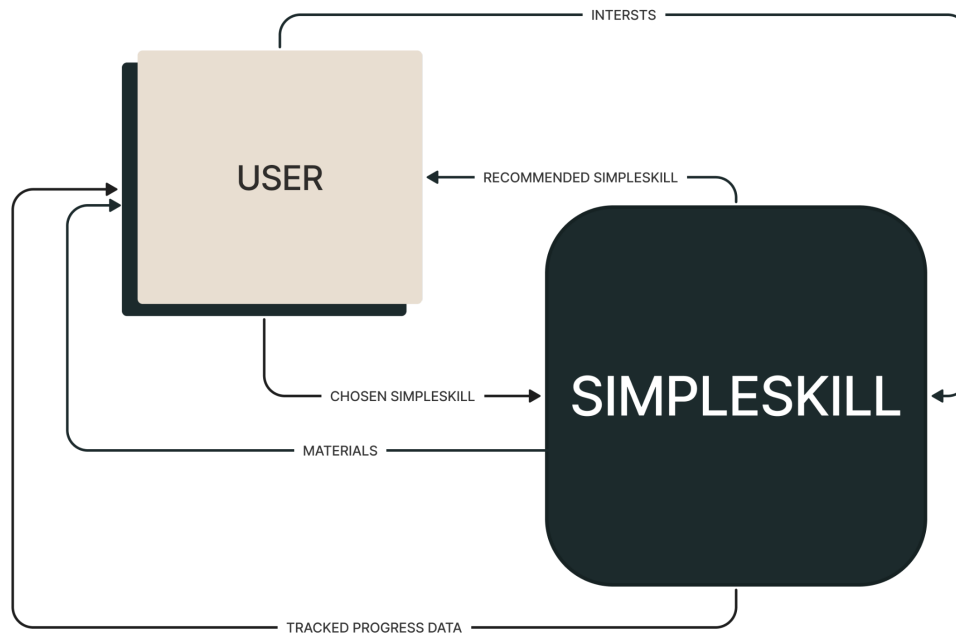 INTERSTS
USER
RECOMMENDED SIMPLESKILL
CHOSEN SIMPLESKILL
SIMPLESKILL
MATERIALS
TRACKED PROGRESS DATA